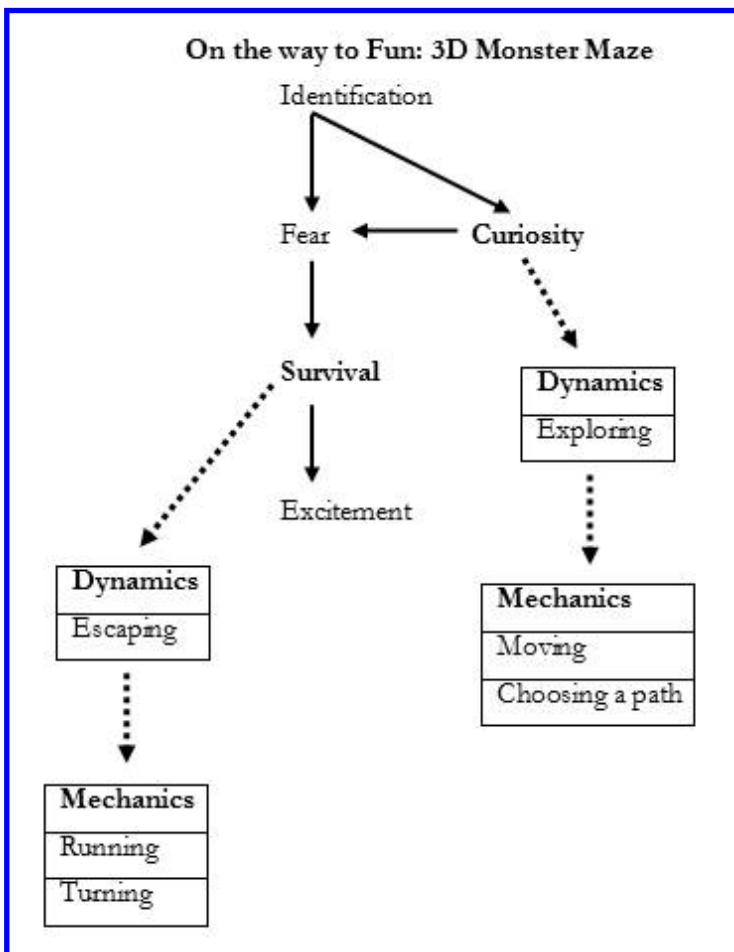 On the way to Fun: 3D Monster Maze
Identification
Fear
Curiosity
Survival
Dynamics
Exploring
Excitement
Dynamics
Escaping
Mechanics
Moving
Choosing a path
Mechanics
Running
Turning